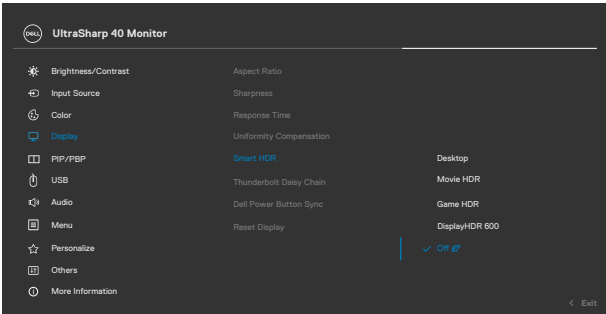 DELL UltraSharp 40 Monitor
Brightness/Contrast Aspect Ratio
Input Source Sharpness
Color Response Time
Display Uniformity Compensation
PIP/PBP Smart HDR Desktop
USB Thunderbolt Daisy Chain Movie HDR
Audio Dell Power Button Sync Game HDR
Menu Reset Display DisplayHDR 600
Personalize Off
Others
More Information
Exit